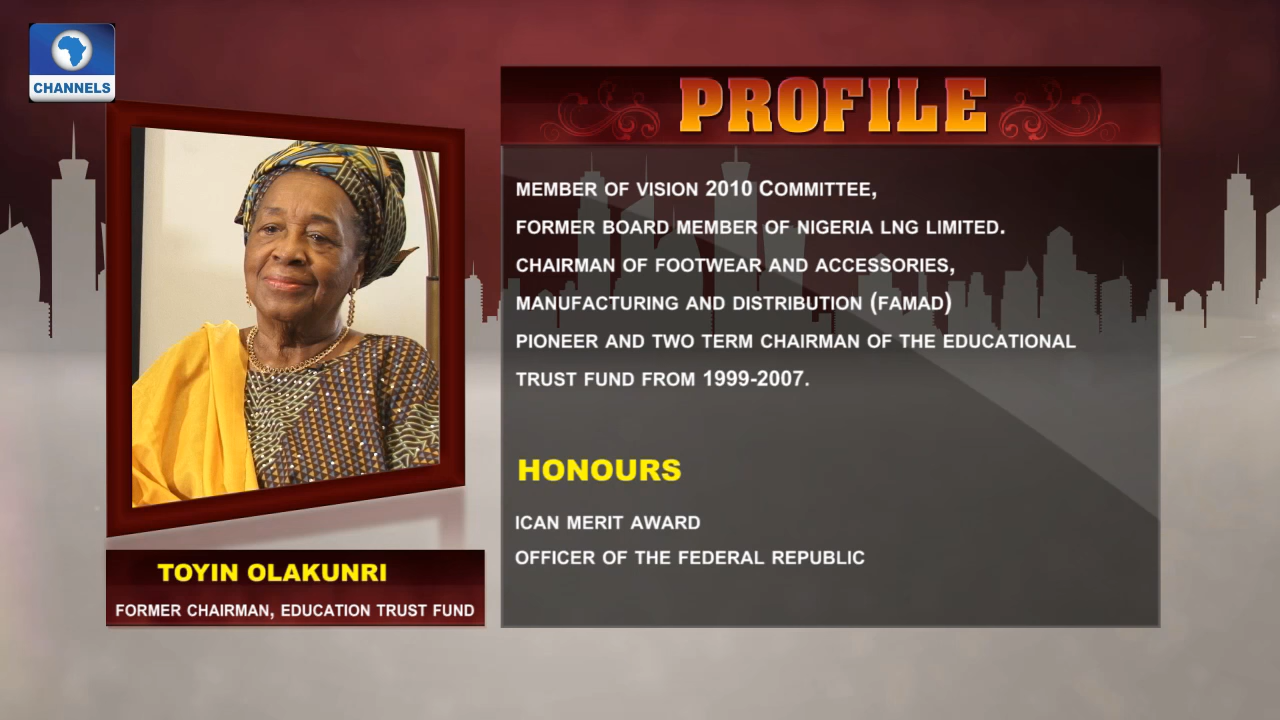 CHANNELS
PROFILE
MEMBER OF VISION 2010 COMMITTEE,
FORMER BOARD MEMBER OF NIGERIA LNG LIMITED.
CHAIRMAN OF FOOTWEAR AND ACCESSORIES,
MANUFACTURING AND DISTRIBUTION (FAMAD)
PIONEER AND TWO TERM CHAIRMAN OF THE EDUCATIONAL
TRUST FUND FROM 1999-2007.
HONOURS
ICAN MERIT AWARD
OFFICER OF THE FEDERAL REPUBLIC
TOYIN OLAKUNRI
FORMER CHAIRMAN, EDUCATION TRUST FUND